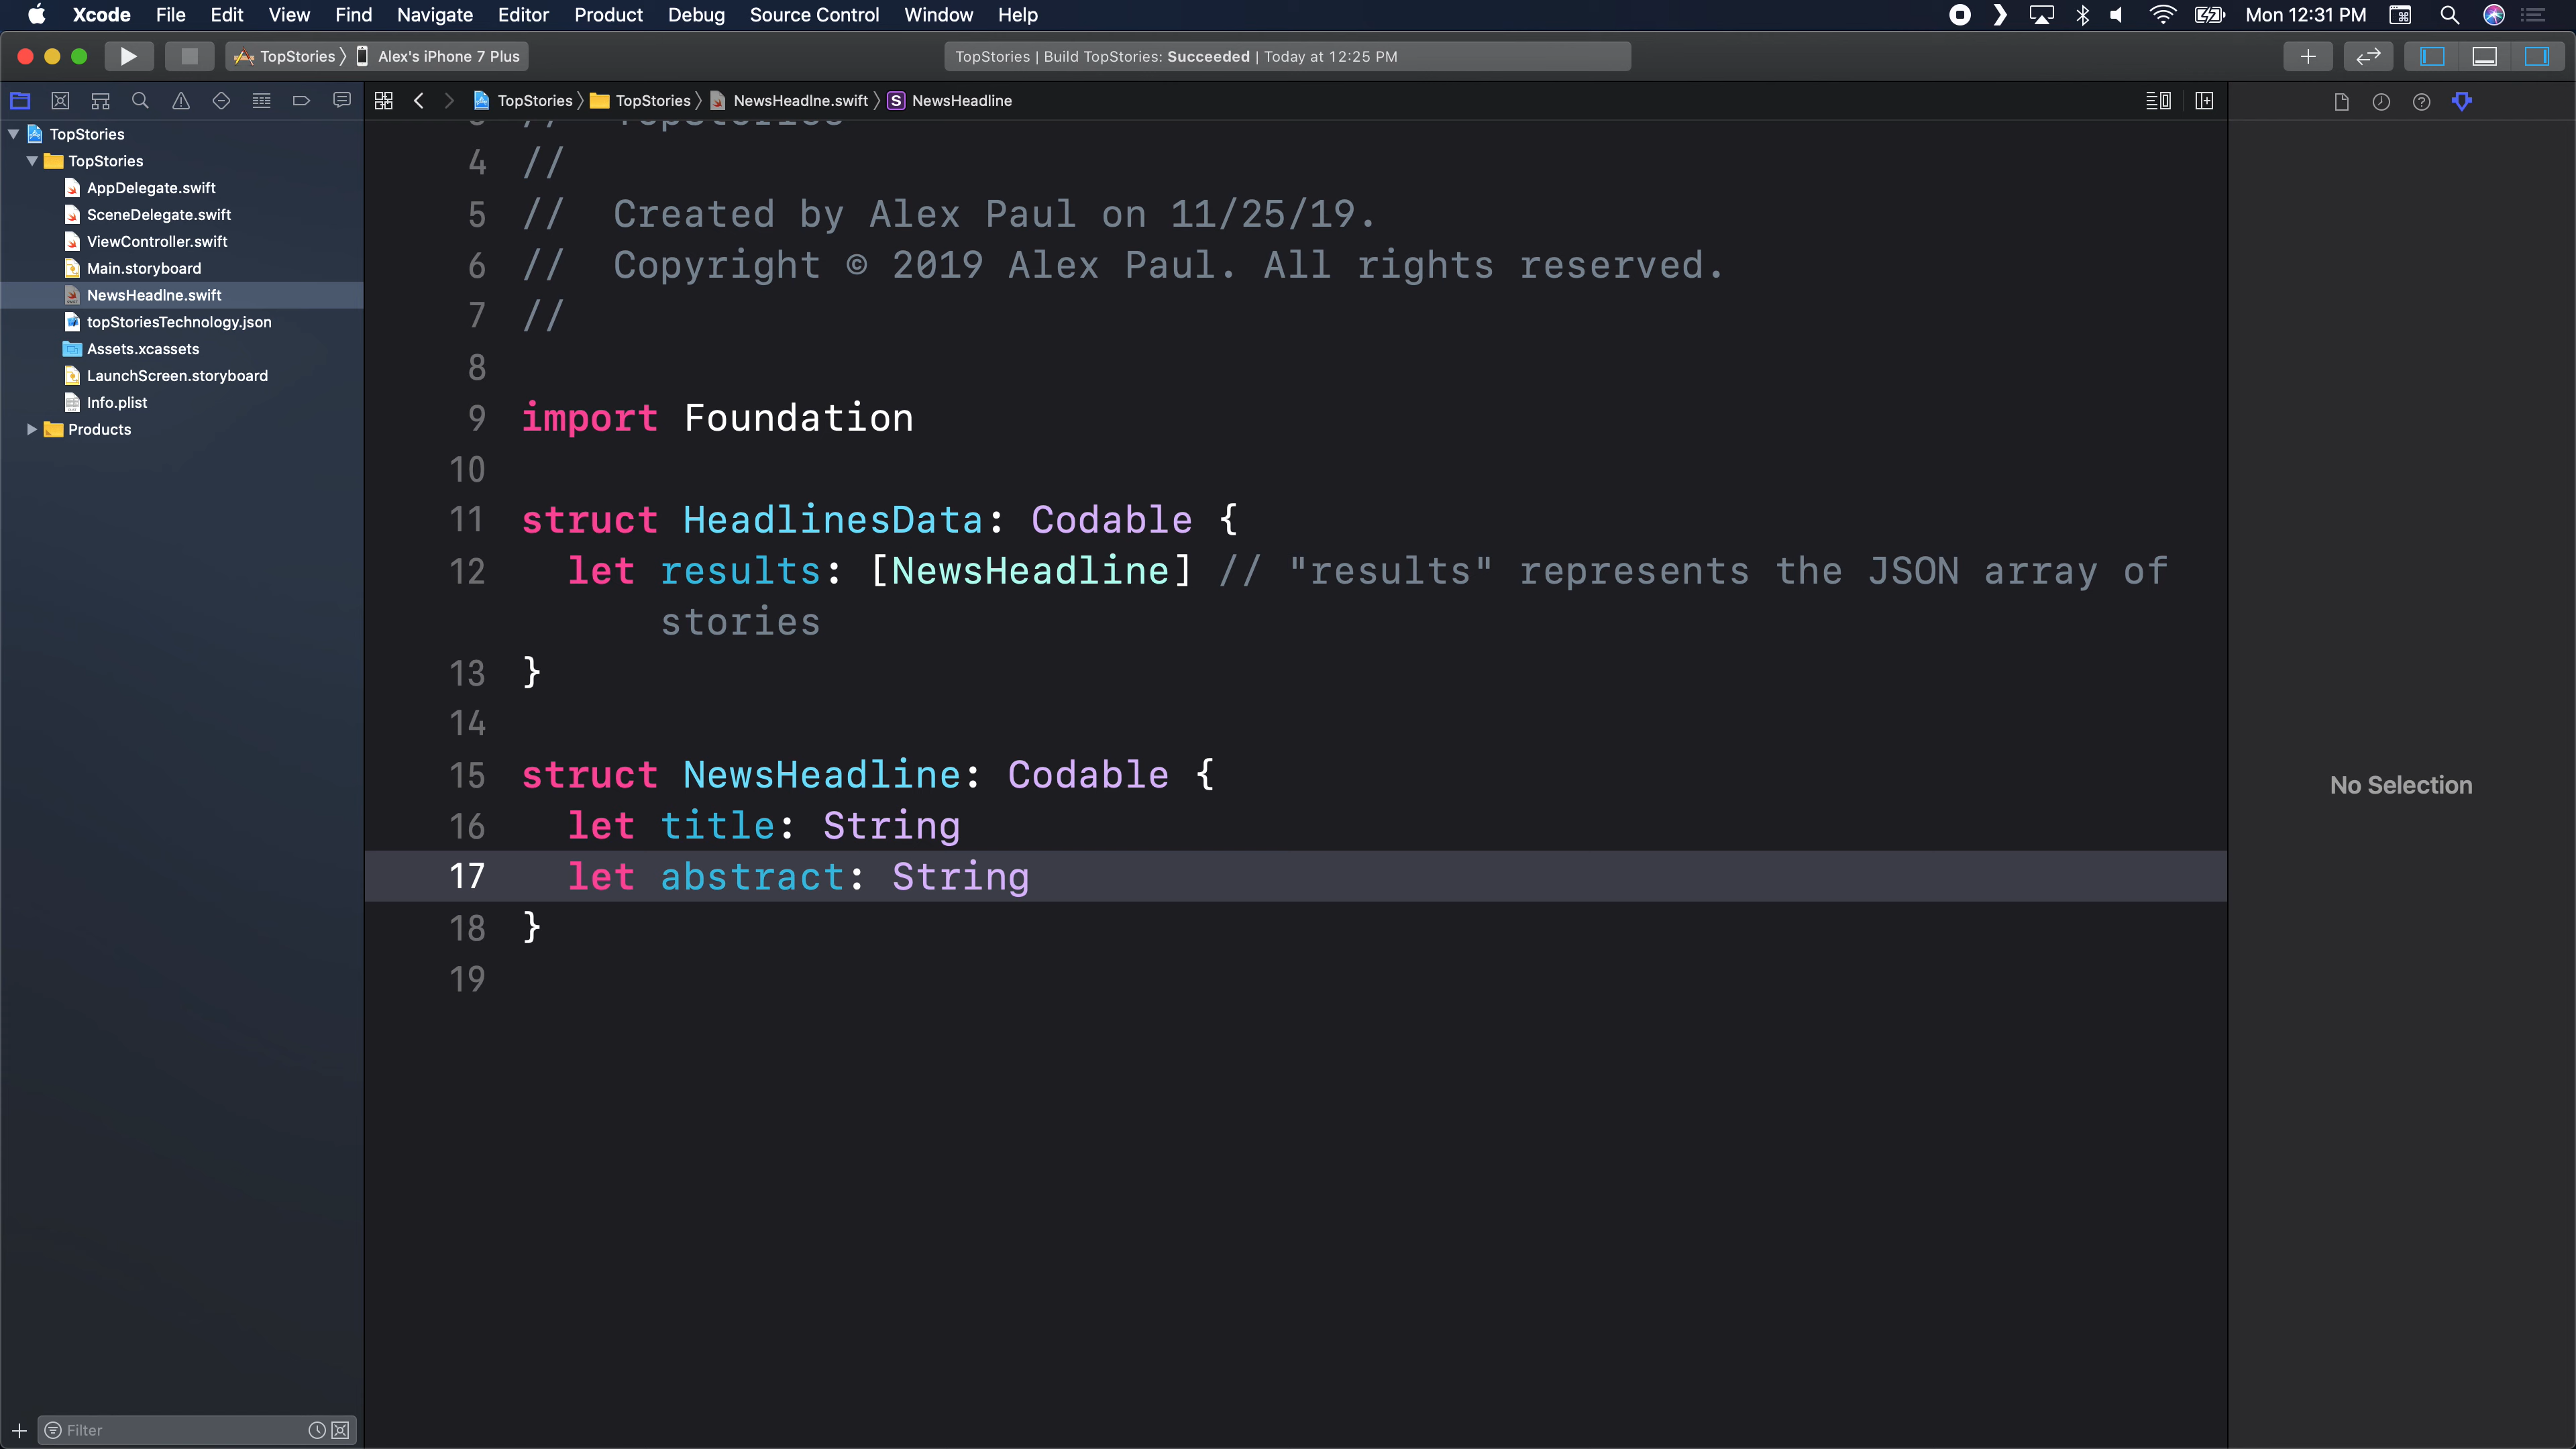 Xcode File Edit View Find Navigate Editor Product Debug Source Control Window Help Mon 12:31 PM
TopStories Alex's iPhone 7 Plus TopStories | Build TopStories: Succeeded | Today at 12:25 PM
TopStories TopStories NewsHeadlne.swift S NewsHeadline
TopStories
TopStories
AppDelegate.swift
SceneDelegate.swift
ViewController.swift
Main.storyboard
NewsHeadlne.swift
topStoriesTechnology.json
Assets.xcassets
LaunchScreen.storyboard
Info.plist
Products
Filter
3 // TopStories
4 //
5 // Created by Alex Paul on 11/25/19.
6 // Copyright © 2019 Alex Paul. All rights reserved.
7 //
8
9 import Foundation
10
11 struct HeadlinesData: Codable {
12 let results: [NewsHeadline] // "results" represents the JSON array of
stories
13 }
14
15 struct NewsHeadline: Codable {
16 let title: String
17 let abstract: String
18 }
19
No Selection